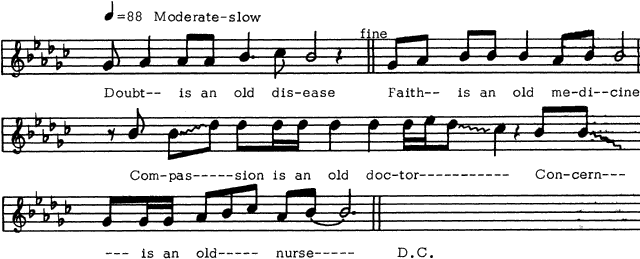 ♩=88 Moderate-slow
fine
Doubt-- is an old dis-ease Faith-- is an old me-di--cine
Com-pas-----sion is an old doc-tor----------- Con-cern---
--- is an old----- nurse----- D.C.